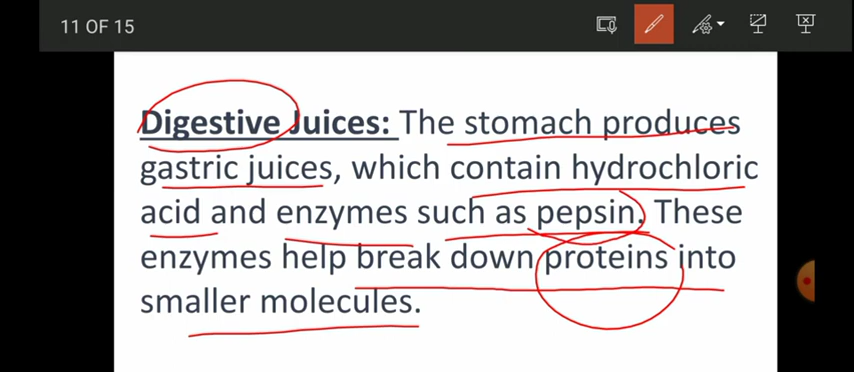 11 OF 15
Digestive Juices: The stomach produces
gastric juices, which contain hydrochloric
acid and enzymes such as pepsin. These
enzymes help break down proteins into
smaller molecules.